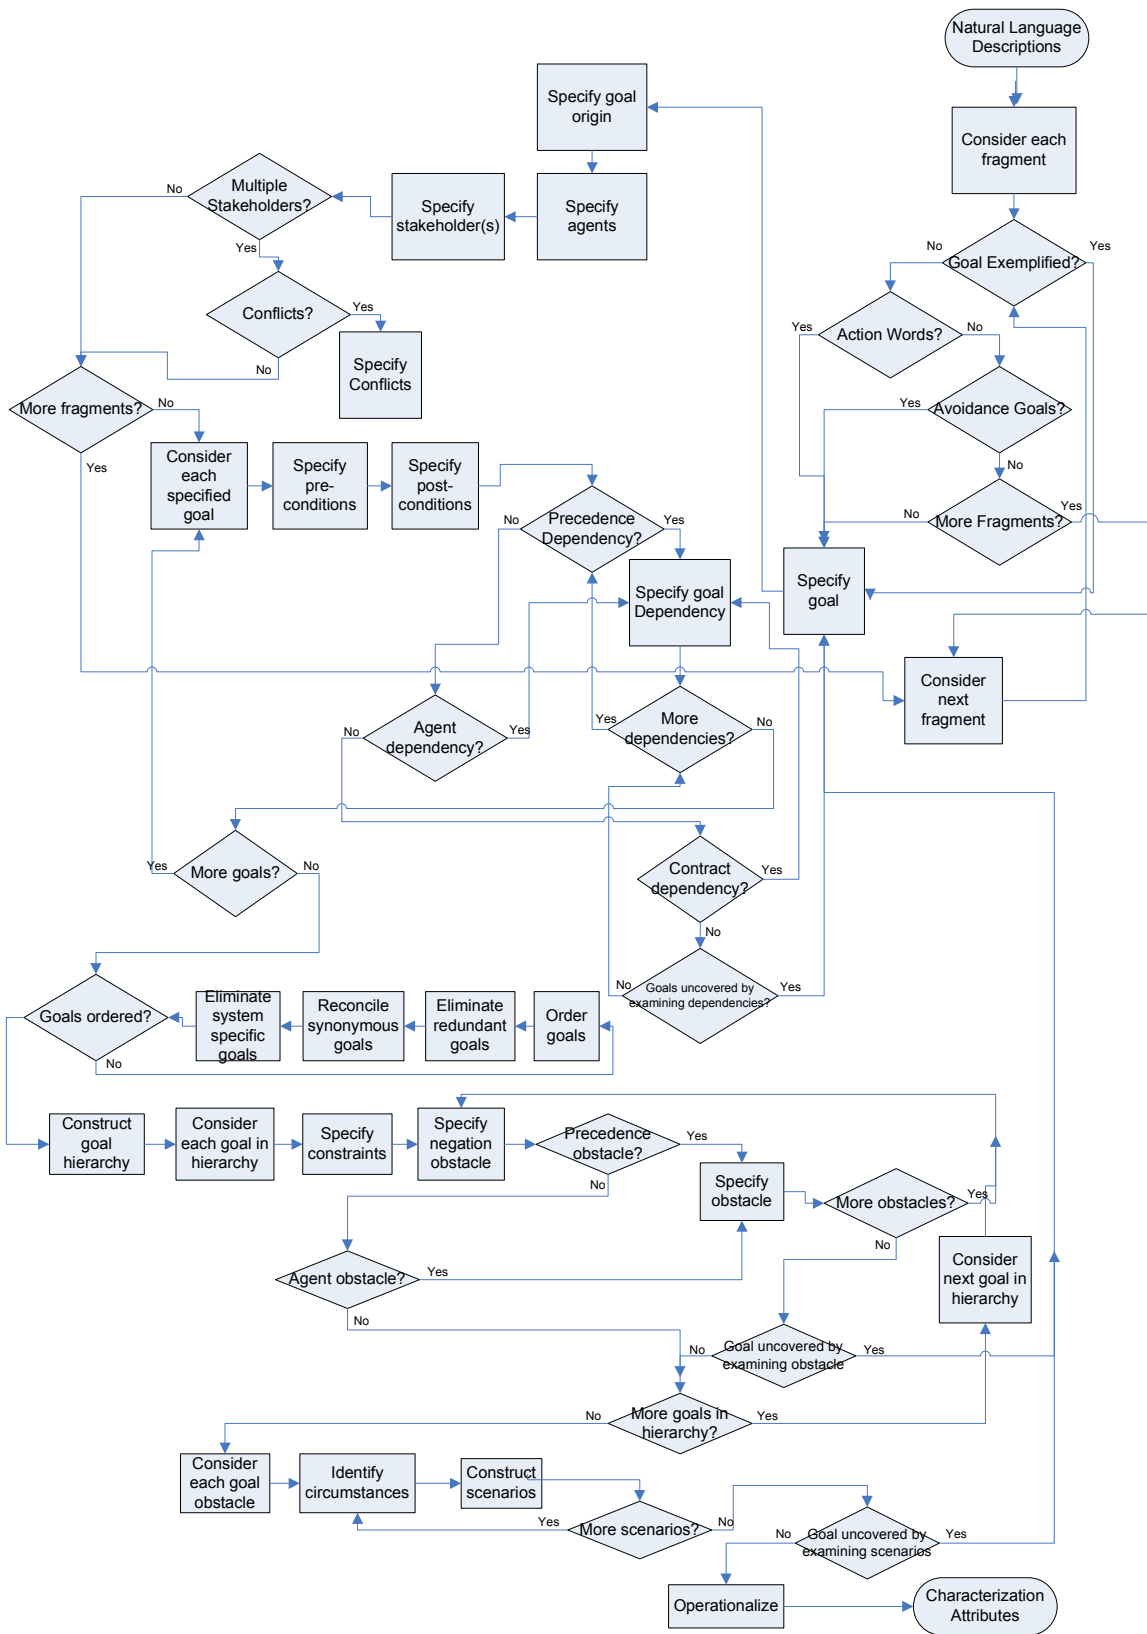 Natural Language
Descriptions
Specify goal
origin
Consider each
fragment
No
Multiple
Stakeholders?
Specify
stakeholder(s)
Specify
agents
Yes
No
Goal Exemplified?
Yes
Conflicts?
Yes
No
Specify
Conflicts
Yes
Action Words?
No
More fragments?
No
Yes
Yes
Avoidance Goals?
No
Consider
each
specified
goal
Specify
pre-
conditions
Specify
post-
conditions
No
Precedence
Dependency?
Yes
No
More Fragments?
Yes
Specify goal
Dependency
Specify
goal
Consider
next
fragment
No
Agent
dependency?
Yes
Yes
More
dependencies?
No
Yes
More goals?
No
Contract
dependency?
Yes
No
No
Goals uncovered by
examining dependencies?
Yes
Goals ordered?
No
Eliminate
system
specific
goals
Reconcile
synonymous
goals
Eliminate
redundant
goals
Order
goals
Construct
goal
hierarchy
Consider
each goal in
hierarchy
Specify
constraints
Specify
negation
obstacle
Precedence
obstacle?
Yes
No
Specify
obstacle
More obstacles?
Yes
No
Agent obstacle?
Yes
No
Consider
next goal in
hierarchy
No
Goal uncovered by
examining obstacle
Yes
No
More goals in
hierarchy?
Yes
Consider
each goal
obstacle
Identify
circumstances
Construct
scenarios
Yes
More scenarios?
No
No
Goal uncovered by
examining scenarios
Yes
Operationalize
Characterization
Attributes